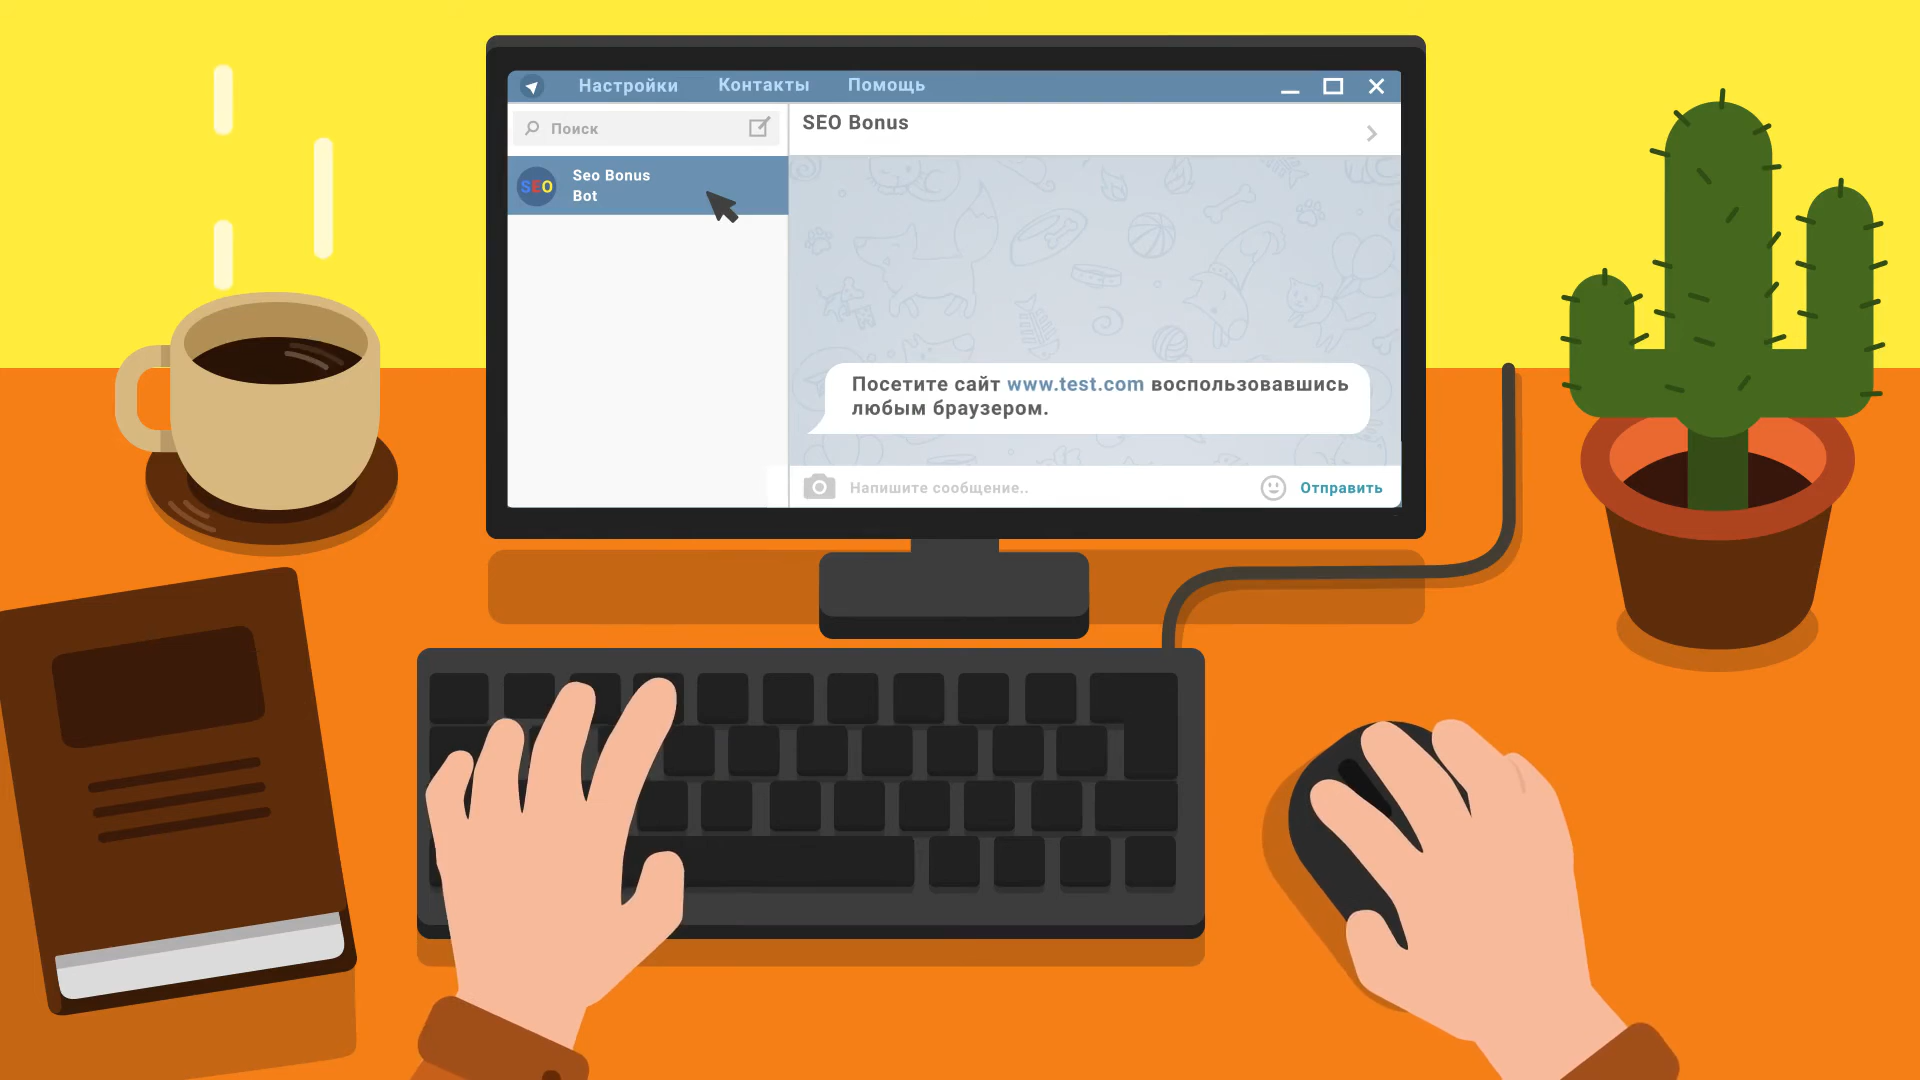 Настройки Контакты Помощь
Поиск
SEO Bonus
SEO
Seo Bonus
Bot
Посетите сайт www.test.com воспользовавшись
любым браузером.
Напишите сообщение..
Отправить